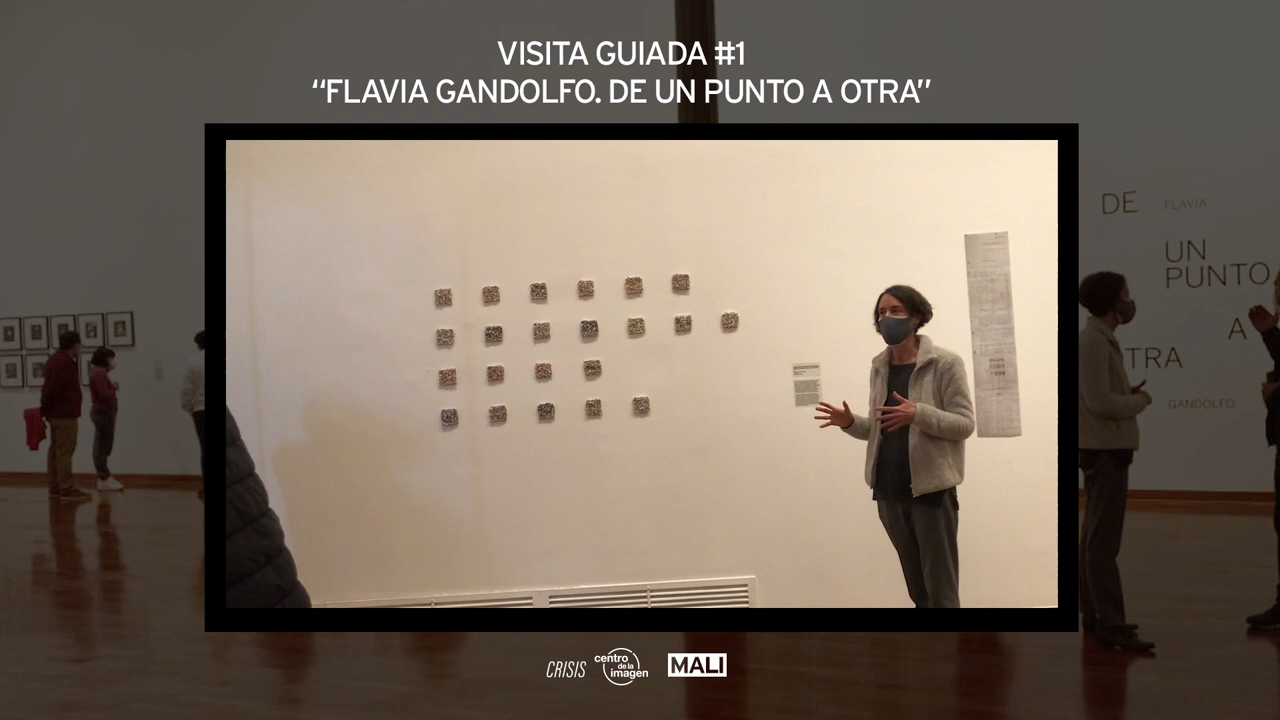 VISITA GUIADA #1
“FLAVIA GANDOLFO. DE UN PUNTO A OTRA”
DE FLAVIA
UN
PUNTO
A
TRA
GANDOLFO
CRISIS
centro
de la
imagen
MALI